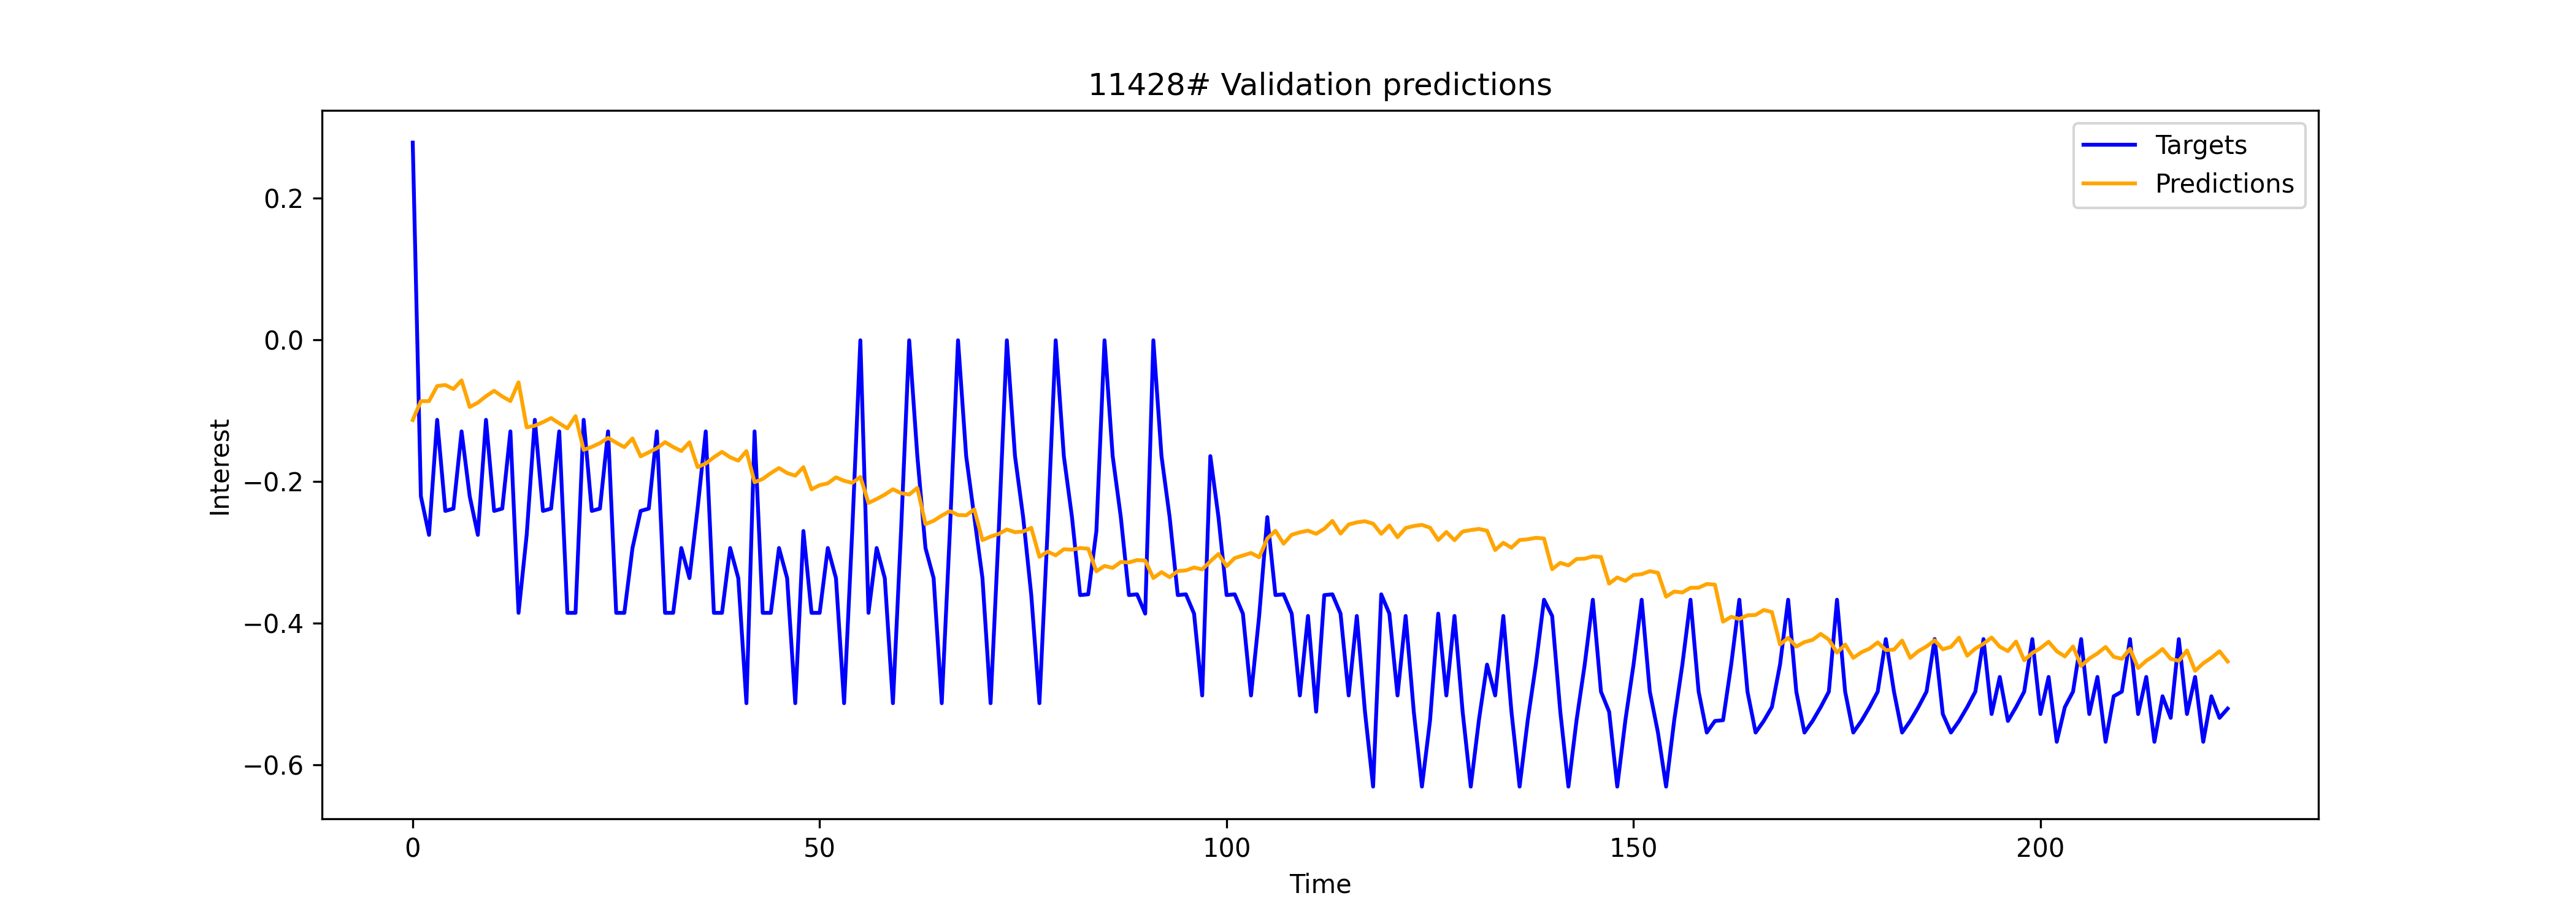 11428# Validation predictions
Targets
Predictions
Interest
0.2
0.0
−0.2
−0.4
−0.6
0
50
100
150
200
Time